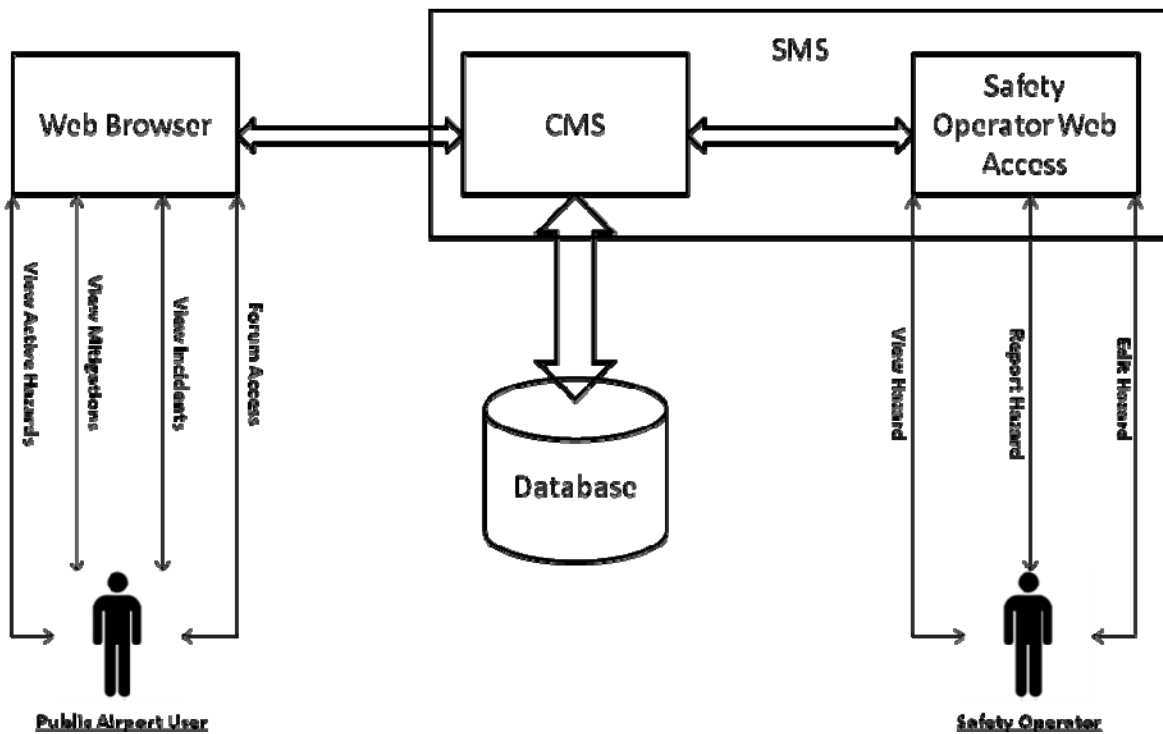 SMS
Web Browser
CMS
Safety
Operator Web
Access
View Active Hazards
View Mitigations
View Incidents
Forum Access
View Hazard
Report Hazard
Edit Hazard
Database
Public Airport User
Safety Operator